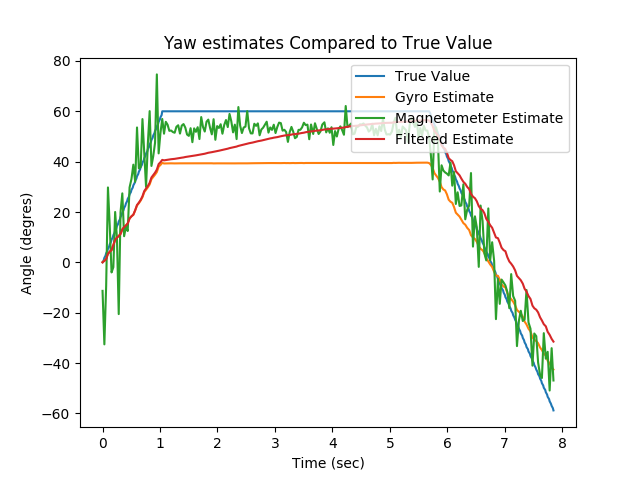 Yaw estimates Compared to True Value
True Value
Gyro Estimate
Magnetometer Estimate
Filtered Estimate
80
60
40
20
0
−20
−40
−60
Angle (degres)
0 1 2 3 4 5 6 7 8
Time (sec)